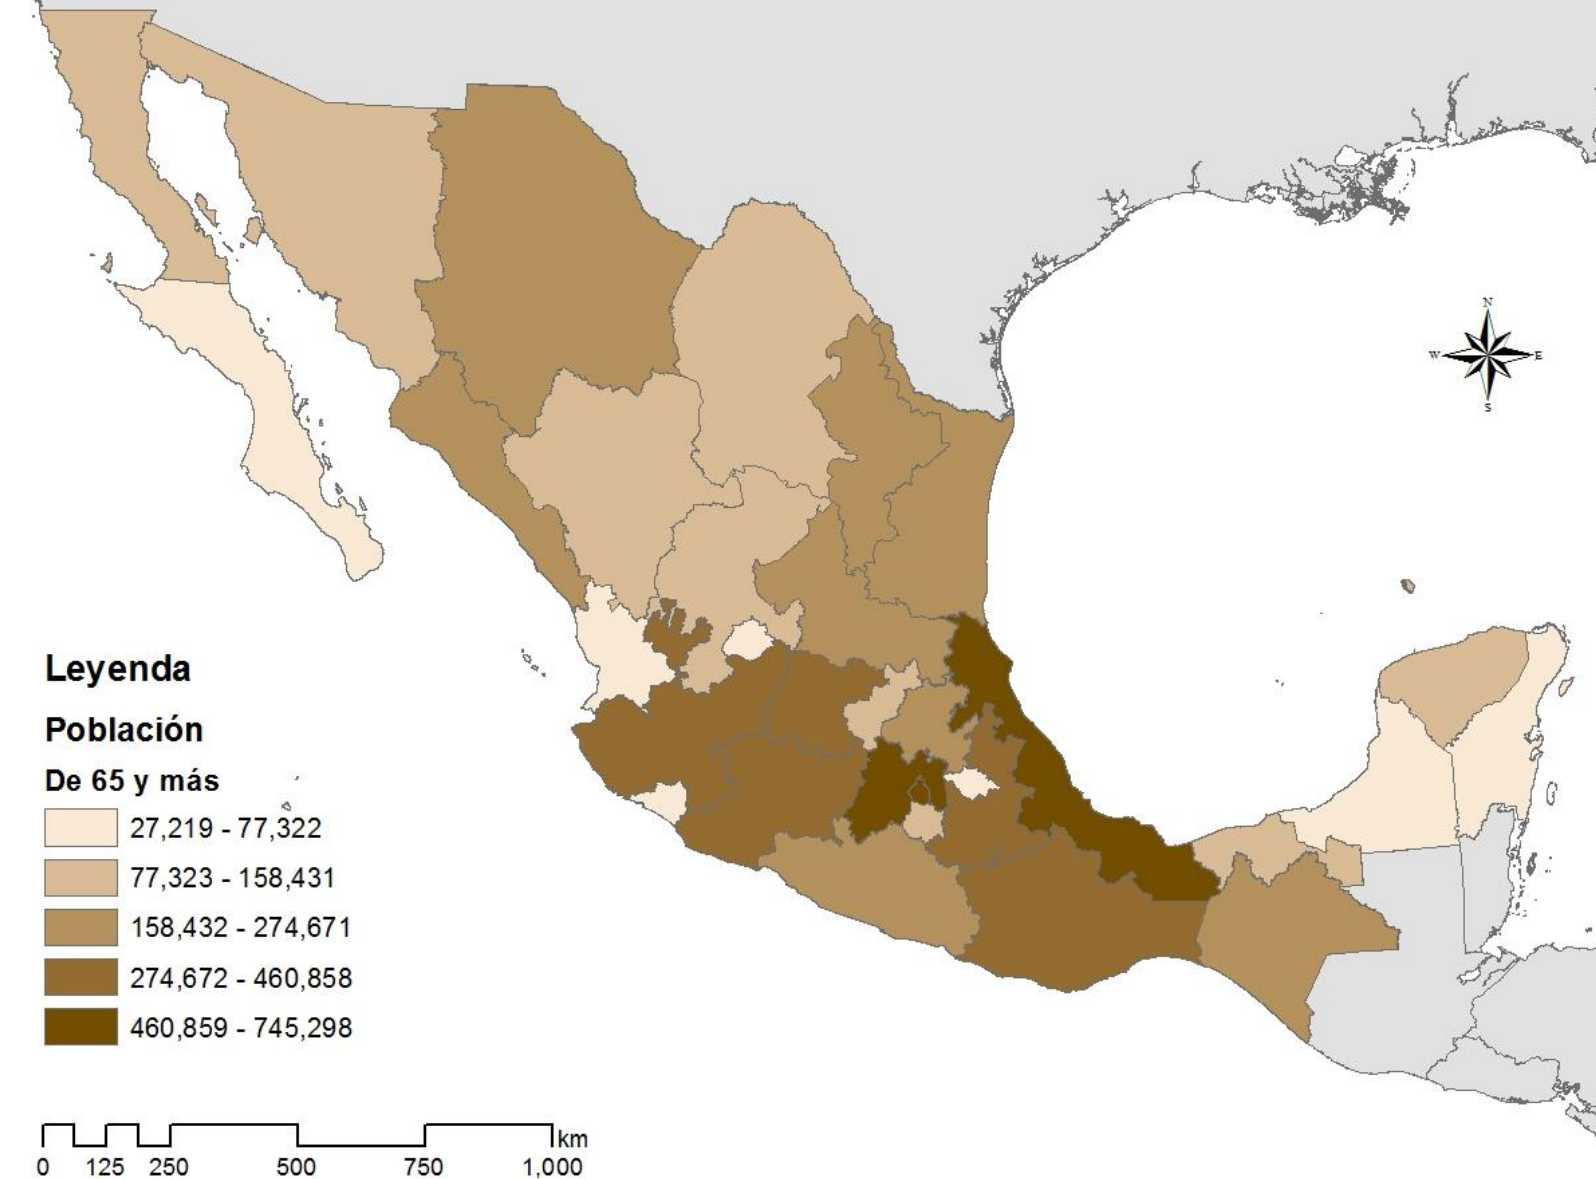 N
W
E
S
Leyenda
Población
De 65 y más
27,219 - 77,322
77,323 - 158,431
158,432 - 274,671
274,672 - 460,858
460,859 - 745,298
km
0 125 250 500 750 1,000